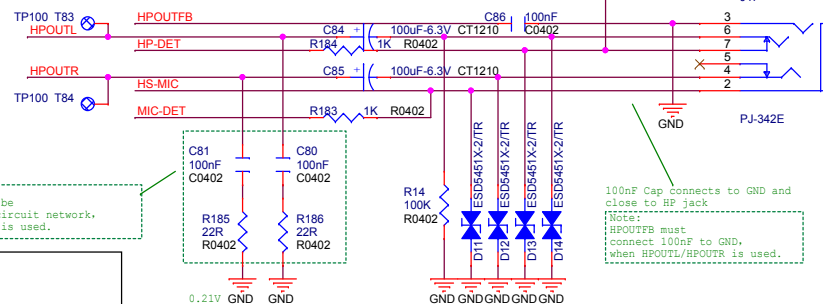 TP100 T83
HPOUTFB
C86
100nF
C0402
3
HPOUTL
C84
100uF-6.3V CT1210
6
HP-DET
R184
1K
R0402
7
5
HPOUTR
C85
100uF-6.3V CT1210
4
HS-MIC
2
TP100 T84
MIC-DET
R183
1K
R0402
GND
PJ-342E
C81
100nF
C0402
C80
100nF
C0402
ESD5451X-2/TR
ESD5451X-2/TR
ESD5451X-2/TR
ESD5451X-2/TR
R14
100K
R0402
D11
D12
D13
D14
be
circuit network,
is used.
R185
22R
R0402
R186
22R
R0402
100nF Cap connects to GND and
close to HP jack
Note:
HPOUTFB must
connect 100nF to GND,
when HPOUTL/HPOUTR is used.
0.21V
GND
GND
GND
GND
GND
GND
GND